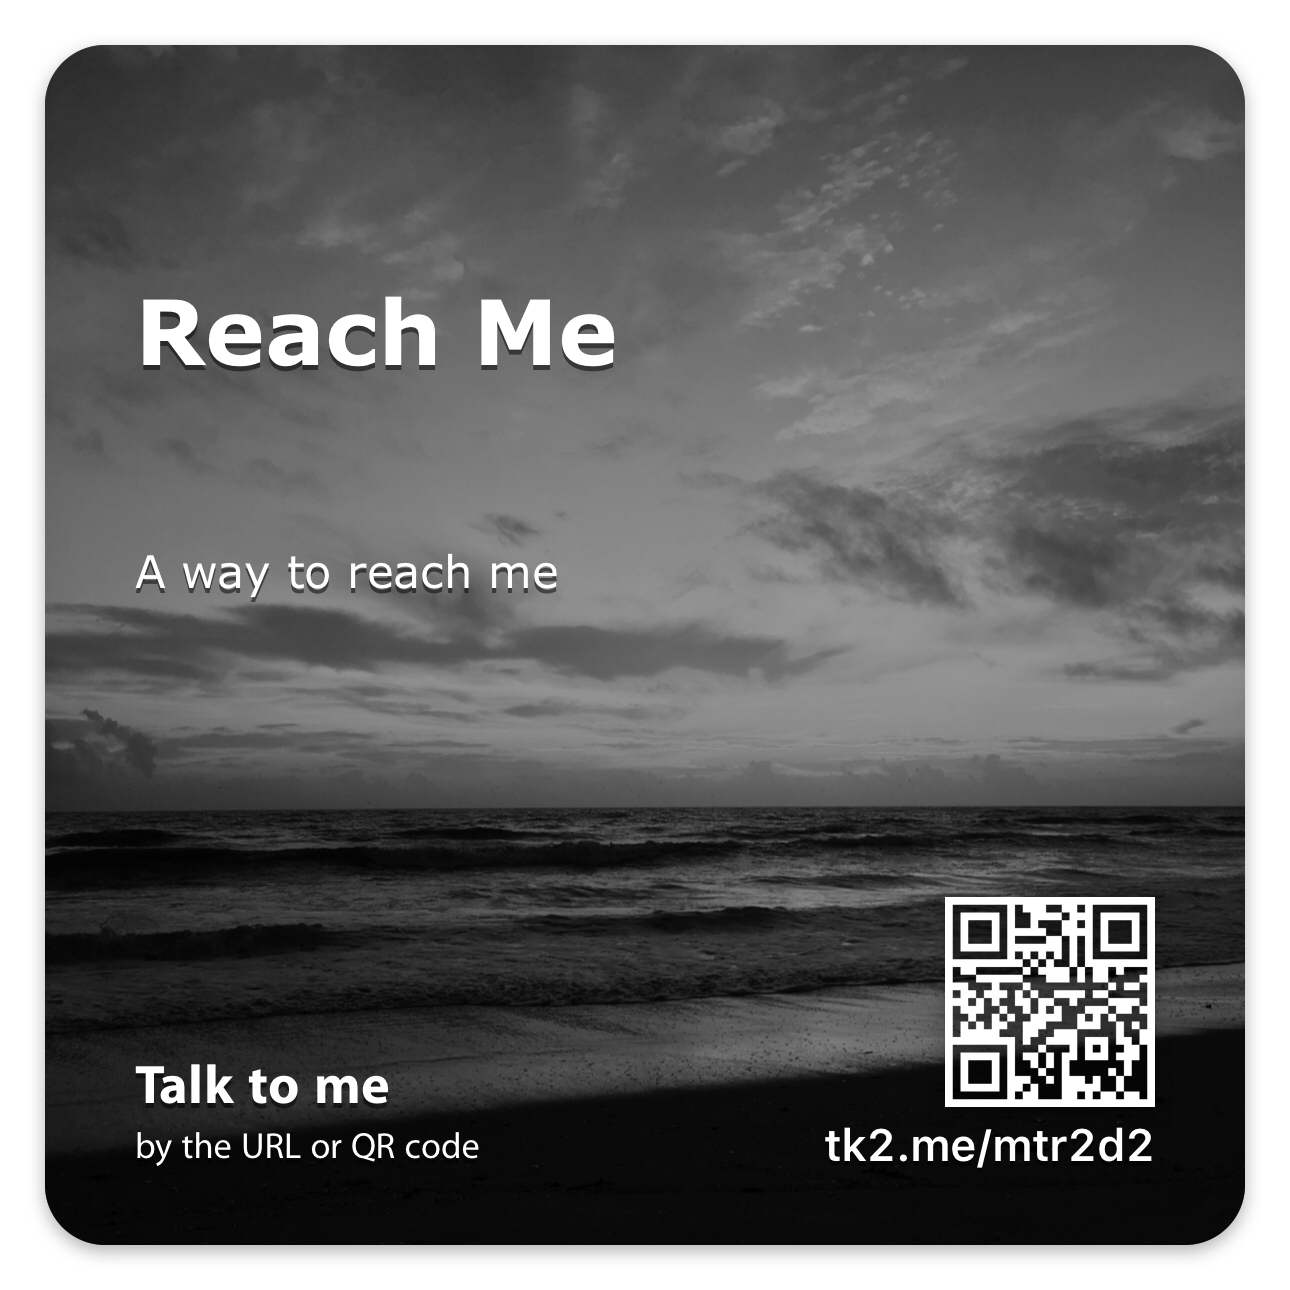 Reach Me
A way to reach me
Talk to me
by the URL or QR code
tk2.me/mtr2d2